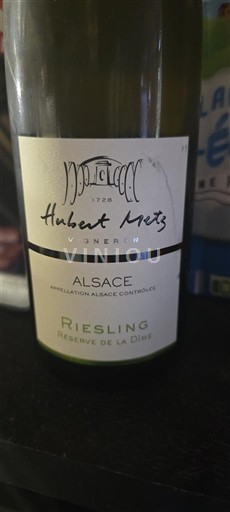 1728
Hubert Metz
VIGNERON
VINIOU
ALSACE
APPELLATION ALSACE CONTRÔLÉE
RIESLING
RÉSERVE DE LA DÎME